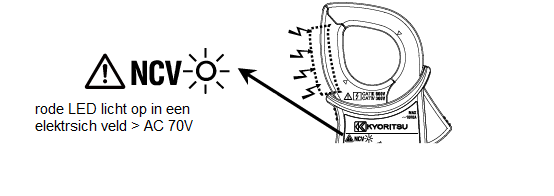 NCV
rode LED licht op in een
elektrsich veld > AC 70V
KYORITSU
NCV